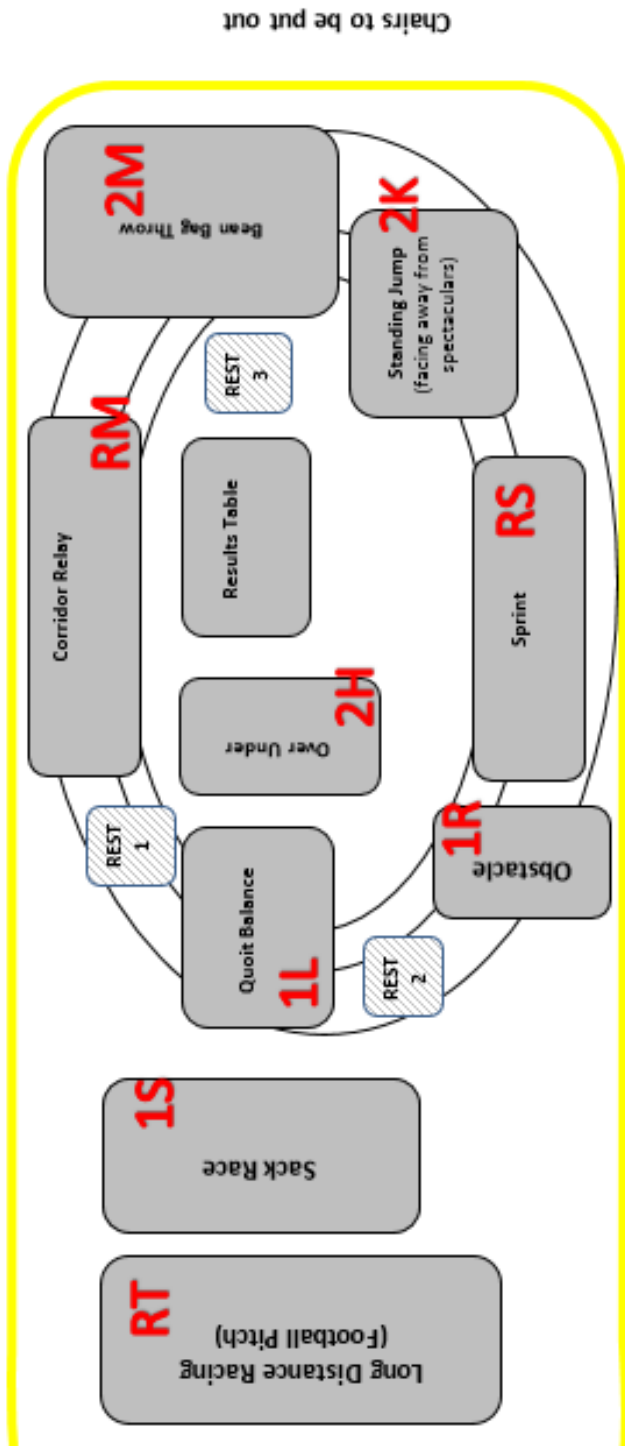 Chairs to be put out
2M
Bean Bag Throw
2K
Standing Jump
(facing away from
spectaculars)
REST
3
RM
Corridor Relay
Results Table
RS
Sprint
2H
Over Under
REST
1
1R
Obstacle
Quoit Balance
1L
REST
2
1S
Sack Race
RT
Long Distance Racing
(Football Pitch)